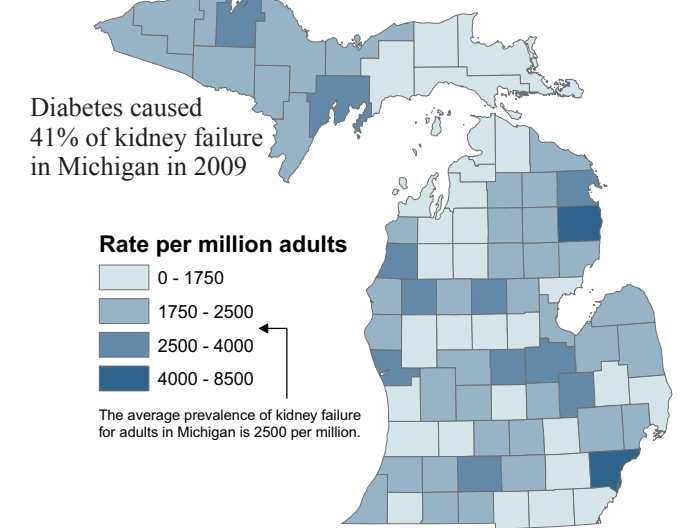 Diabetes caused
41% of kidney failure
in Michigan in 2009
Rate per million adults
0 - 1750
1750 - 2500
2500 - 4000
4000 - 8500
The average prevalence of kidney failure
for adults in Michigan is 2500 per million.